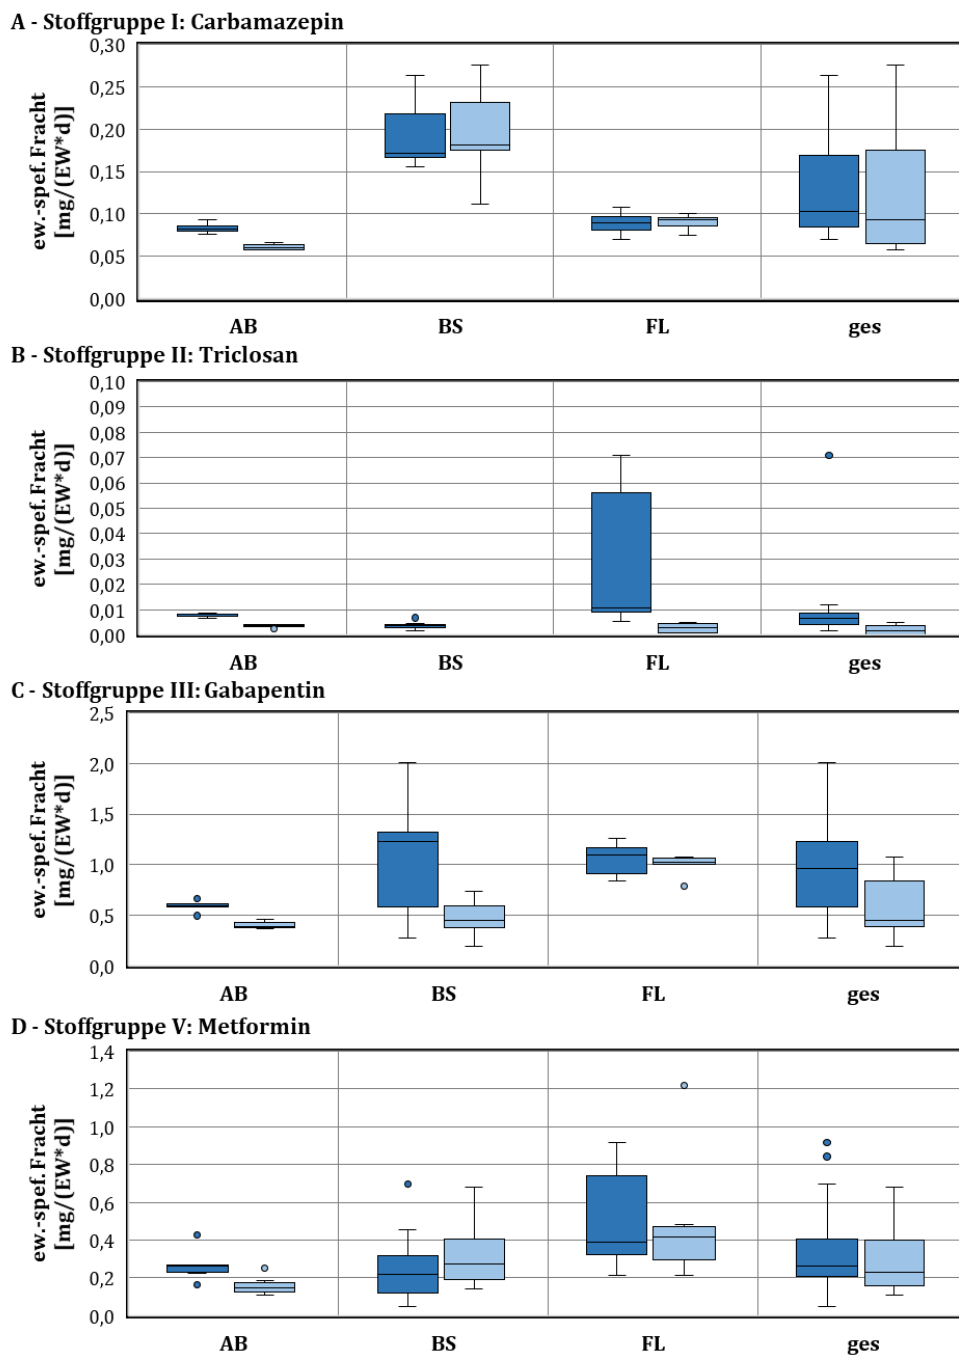 A - Stoffgruppe I: Carbamazepin
ew.-spef.Fracht
[mg/(EW*d)]
0,30
0,25
0,20
0,15
0,10
0,05
0,00
AB BS FL ges
B - Stoffgruppe II: Triclosan
ew.-spef.Fracht
[mg/(EW*d)]
0,10
0,09
0,08
0,07
0,06
0,05
0,04
0,03
0,02
0,01
0,00
AB BS FL ges
C - Stoffgruppe III: Gabapentin
ew.-spef.Fracht
[mg/(EW*d)]
2,5
2,0
1,5
1,0
0,5
0,0
AB BS FL ges
D - Stoffgruppe V: Metformin
ew.-spef.Fracht
[mg/(EW*d)]
1,4
1,2
1,0
0,8
0,6
0,4
0,2
0,0
AB BS FL ges